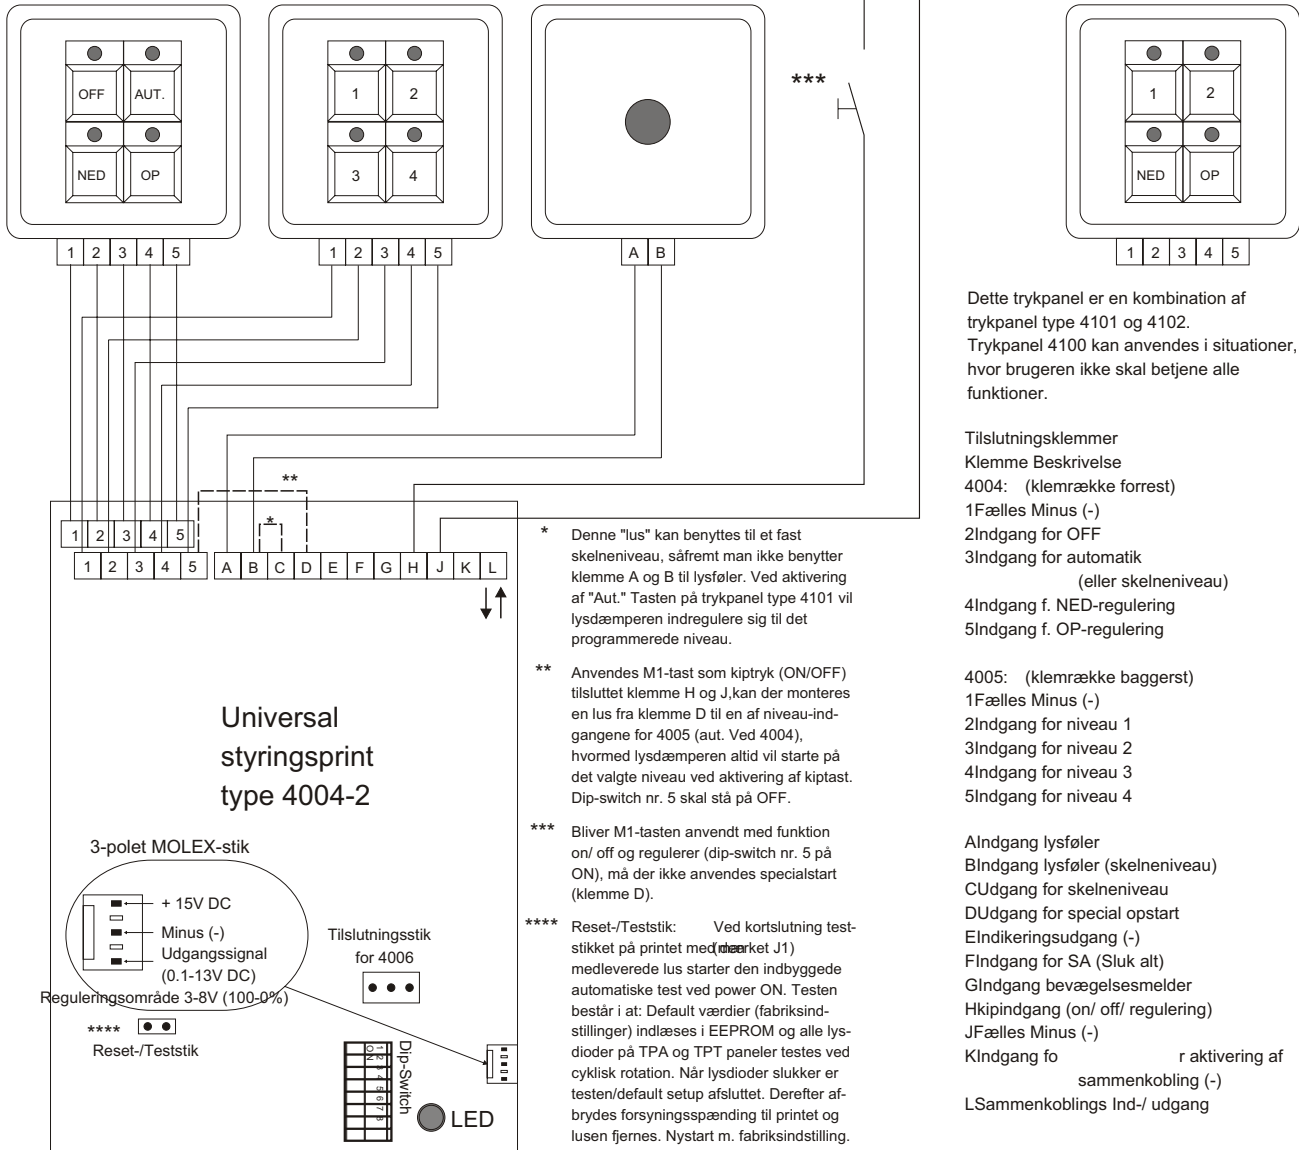 OFF AUT.
NED OP
1 2 3 4 5
1 2
3 4
1 2 3 4 5
A B
***
1 2
NED OP
1 2 3 4 5
**
*
1 2 3 4 5
1 2 3 4 5 A B C D E F G H J K L
Universal
styringsprint
type 4004-2
3-polet MOLEX-stik
+ 15V DC
Minus (-)
Udgangssignal
(0.1-13V DC)
Reguleringsområde 3-8V (100-0%)
****
Reset-/Teststik
Tilslutningsstik
for 4006
ON
1 2 3 4 5 6 7 8
Dip-Switch
LED
* Denne "lus" kan benyttes til et fast
skelneniveau, såfremt man ikke benytter
klemme A og B til lysføler. Ved aktivering
af "Aut." Tasten på trykpanel type 4101 vil
lysdæmperen indregulere sig til det
programmerede niveau.
** Anvendes M1-tast som kiptryk (ON/OFF)
tilsluttet klemme H og J,kan der monteres
en lus fra klemme D til en af niveau-ind-
gangene for 4005 (aut. Ved 4004),
hvormed lysdæmperen altid vil starte på
det valgte niveau ved aktivering af kiptast.
Dip-switch nr. 5 skal stå på OFF.
*** Bliver M1-tasten anvendt med funktion
on/ off og regulerer (dip-switch nr. 5 på
ON), må der ikke anvendes specialstart
(klemme D).
**** Reset-/Teststik: Ved kortslutning test-
stikket på printet med den (mærket J1)
medleverede lus starter den indbyggede
automatiske test ved power ON. Testen
består i at: Default værdier (fabriksind-
stillinger) indlæses i EEPROM og alle lys-
dioder på TPA og TPT paneler testes ved
cyklisk rotation. Når lysdioder slukker er
testen/default setup afsluttet. Derefter af-
brydes forsyningsspænding til printet og
lusen fjernes. Nystart m. fabriksindstilling.
Dette trykpanel er en kombination af
trykpanel type 4101 og 4102.
Trykpanel 4100 kan anvendes i situationer,
hvor brugeren ikke skal betjene alle
funktioner.
Tilslutningsklemmer
Klemme Beskrivelse
4004: (klemrække forrest)
1Fælles Minus (-)
2Indgang for OFF
3Indgang for automatik
(eller skelneniveau)
4Indgang f. NED-regulering
5Indgang f. OP-regulering
4005: (klemrække baggerst)
1Fælles Minus (-)
2Indgang for niveau 1
3Indgang for niveau 2
4Indgang for niveau 3
5Indgang for niveau 4
AIndgang lysføler
BIndgang lysføler (skelneniveau)
CUdgang for skelneniveau
DUdgang for special opstart
EIndikeringsudgang (-)
FIndgang for SA (Sluk alt)
GIndgang bevægelsesmelder
Hkipindgang (on/ off/ regulering)
JFælles Minus (-)
KIndgang fo r aktivering af
sammenkobling (-)
LSammenkoblings Ind-/ udgang